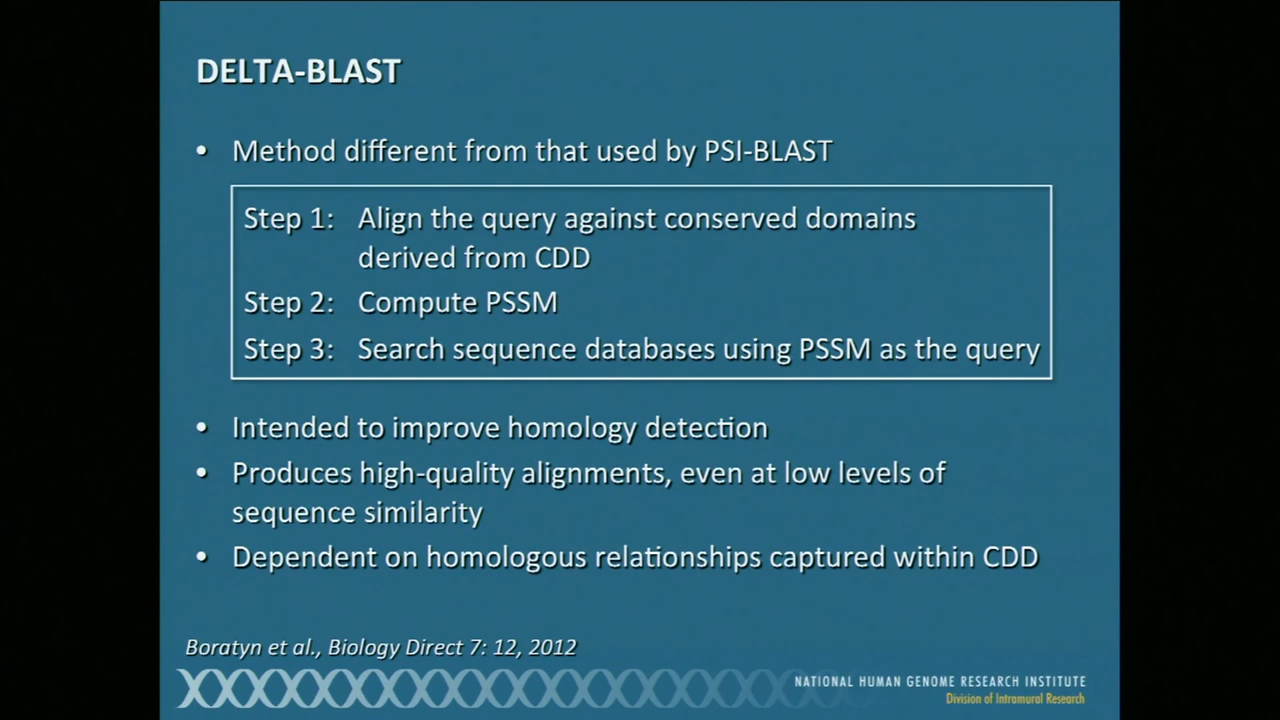 DELTA-BLAST
• Method different from that used by PSI-BLAST
Step 1: Align the query against conserved domains
derived from CDD
Step 2: Compute PSSM
Step 3: Search sequence databases using PSSM as the query
• Intended to improve homology detection
• Produces high-quality alignments, even at low levels of
sequence similarity
• Dependent on homologous relationships captured within CDD
Boratyn et al., Biology Direct 7: 12, 2012
NATIONAL HUMAN GENOME RESEARCH INSTITUTE
Division of Intramural Research